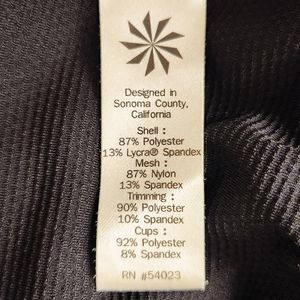 Designed in
Sonoma County,
California
Shell :
87% Polyester
13% Lycra® Spandex
Mesh :
87% Nylon
13% Spandex
Trimming :
90% Polyester
10% Spandex
Cups :
92% Polyester
8% Spandex
RN #54023